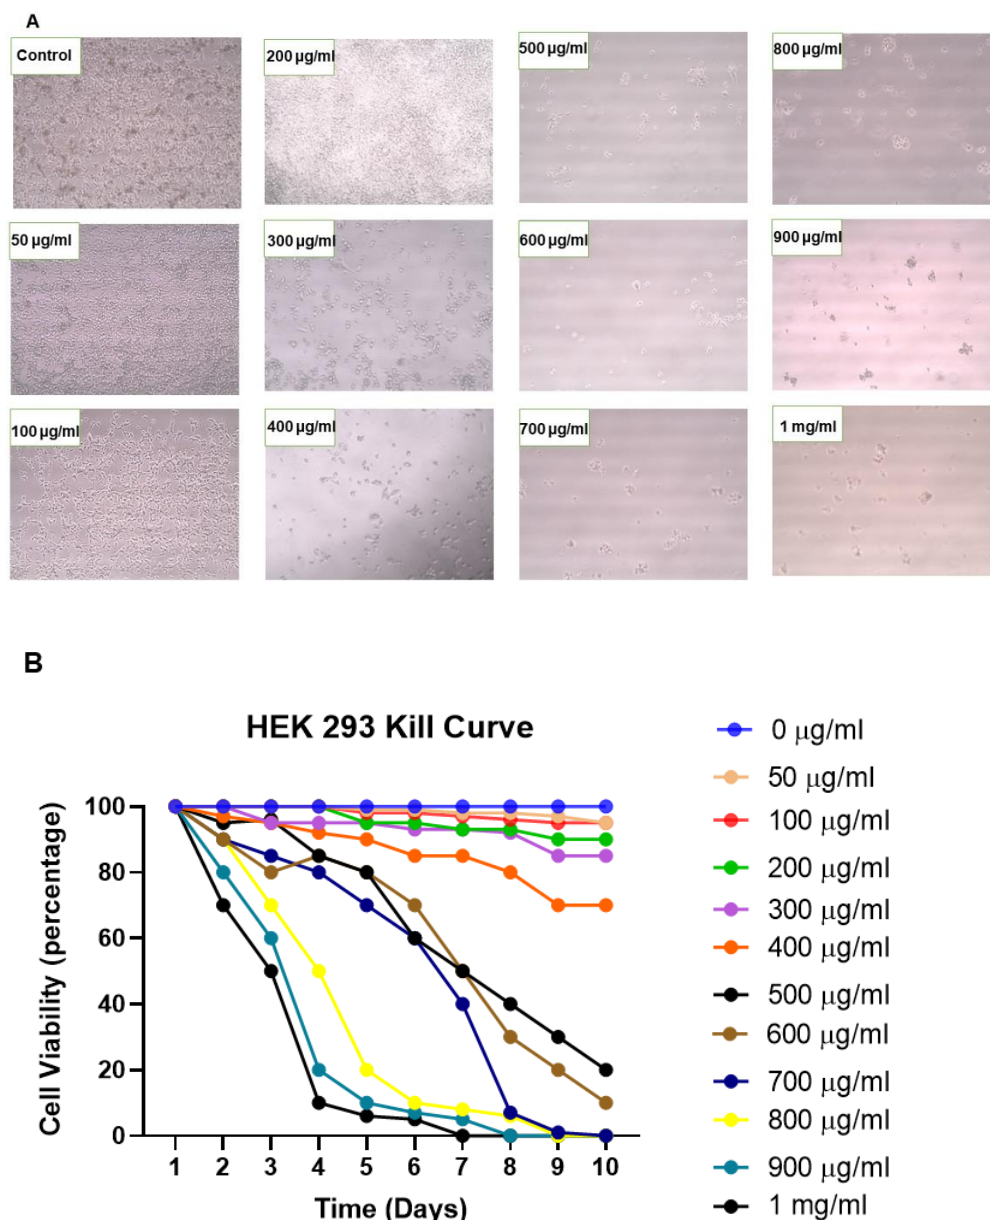 A
Control
200 µg/ml
500 µg/ml
800 µg/ml
50 µg/ml
300 µg/ml
600 µg/ml
900 µg/ml
100 µg/ml
400 µg/ml
700 µg/ml
1 mg/ml
B
HEK 293 Kill Curve
Cell Viability (percentage)
100
80
60
40
20
0
1 2 3 4 5 6 7 8 9 10
Time (Days)
0 µg/ml
50 µg/ml
100 µg/ml
200 µg/ml
300 µg/ml
400 µg/ml
500 µg/ml
600 µg/ml
700 µg/ml
800 µg/ml
900 µg/ml
1 mg/ml